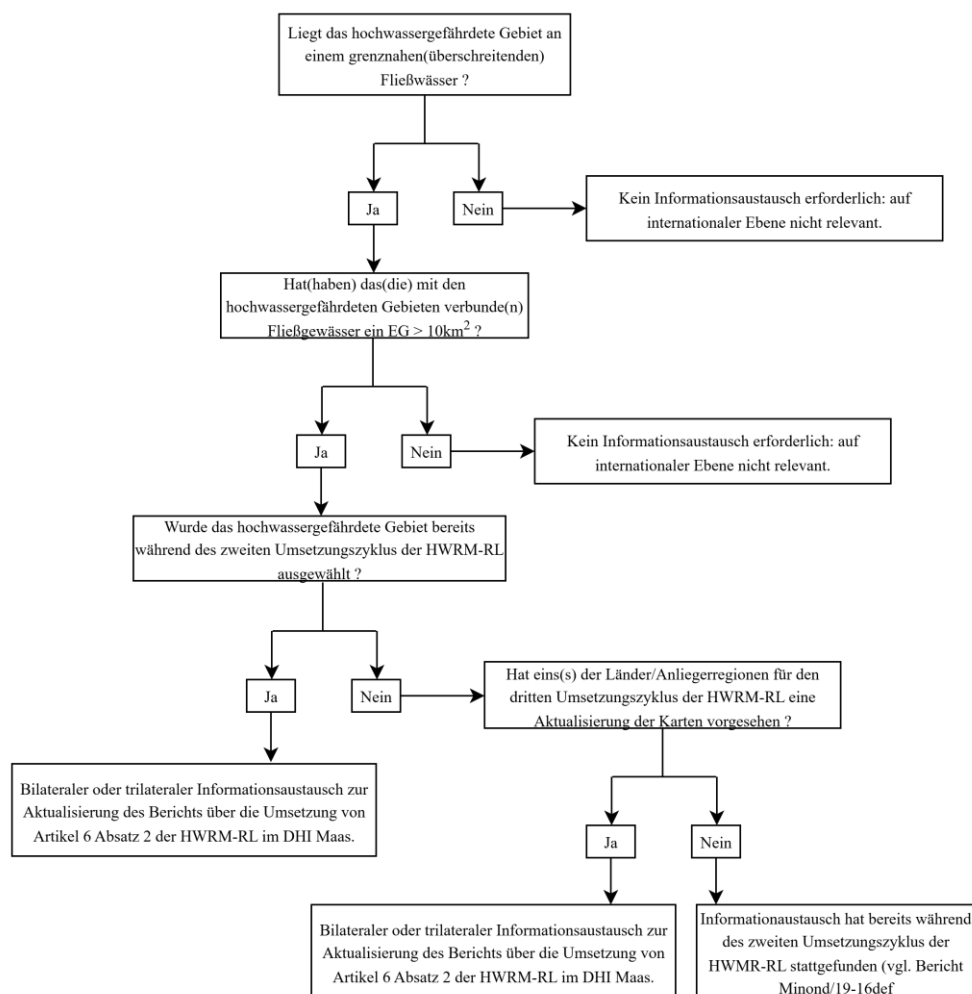 Liegt das hochwassergefährdete Gebiet an
einem grenznahen(überschreitenden)
Fließwässer ?
Ja
Nein
Kein Informationsaustausch erforderlich: auf
internationaler Ebene nicht relevant.
Hat(haben) das(die) mit den
hochwassergefährdeten Gebieten verbunde(n)
Fließgewässer ein EG > 10km² ?
Ja
Nein
Kein Informationsaustausch erforderlich: auf
internationaler Ebene nicht relevant.
Wurde das hochwassergefährdete Gebiet bereits
während des zweiten Umsetzungszyklus der HWRM-RL
ausgewählt ?
Ja
Nein
Hat eins(s) der Länder/Anliegerregionen für den
dritten Umsetzungszyklus der HWRM-RL eine
Aktualisierung der Karten vorgesehen ?
Bilateraler oder trilateraler Informationsaustausch zur
Aktualisierung des Berichts über die Umsetzung von
Artikel 6 Absatz 2 der HWRM-RL im DHI Maas.
Ja
Nein
Bilateraler oder trilateraler Informationsaustausch zur
Aktualisierung des Berichts über die Umsetzung von
Artikel 6 Absatz 2 der HWRM-RL im DHI Maas.
Informationaustausch hat bereits während
des zweiten Umsetzungszyklus der
HWMR-RL stattgefunden (vgl. Bericht
Minond/19-16def